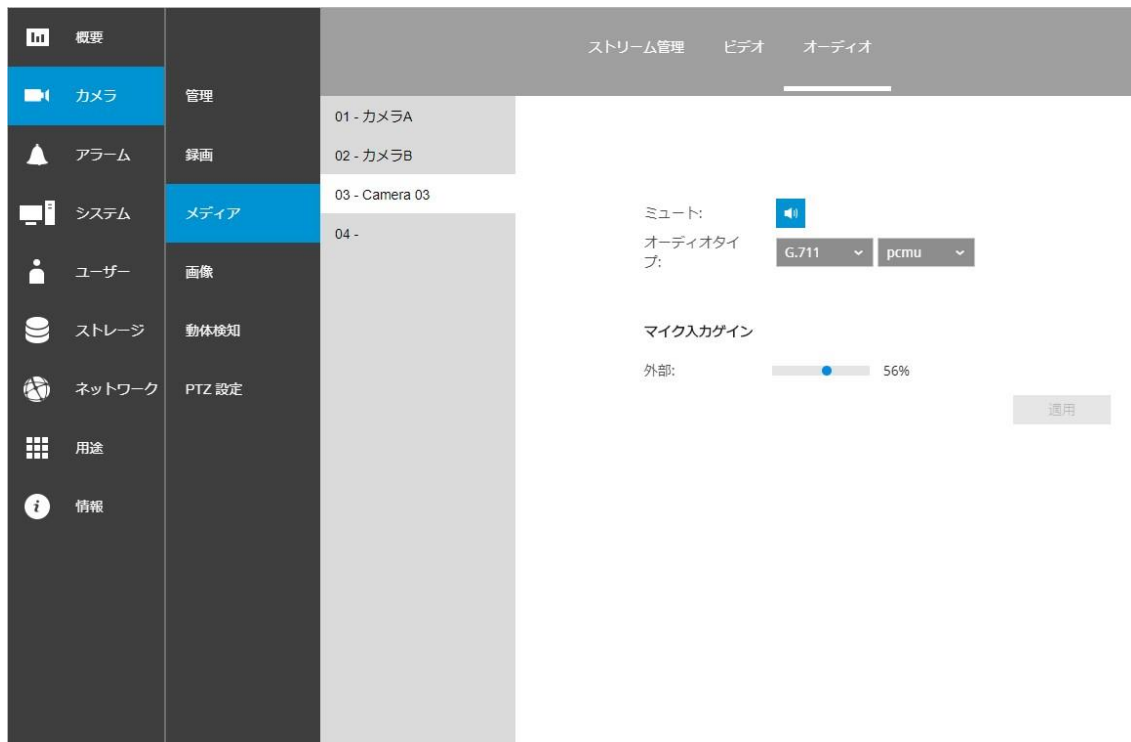 概要
カメラ
アラーム
システム
ユーザー
ストレージ
ネットワーク
用途
情報
管理
録画
メディア
画像
動体検知
PTZ 設定
01 - カメラA
02 - カメラB
03 - Camera 03
04 -
ストリーム管理 ビデオ オーディオ
ミュート:
オーディオタイ
プ:
G.711 pcmu
マイク入力ゲイン
外部: 56%
適用